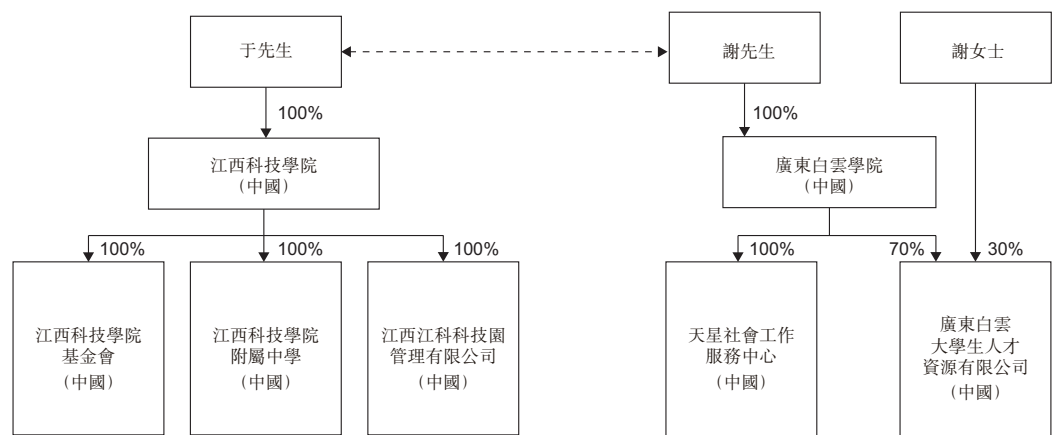 于先生
謝先生
謝女士
100%
100%
江西科技學院
（中國）
廣東白雲學院
（中國）
100%
100%
100%
100%
70%
30%
江西科技學院
基金會
（中國）
江西科技學院
附屬中學
（中國）
江西江科科技園
管理有限公司
（中國）
天星社會工作
服務中心
（中國）
廣東白雲
大學生人才
資源有限公司
（中國）